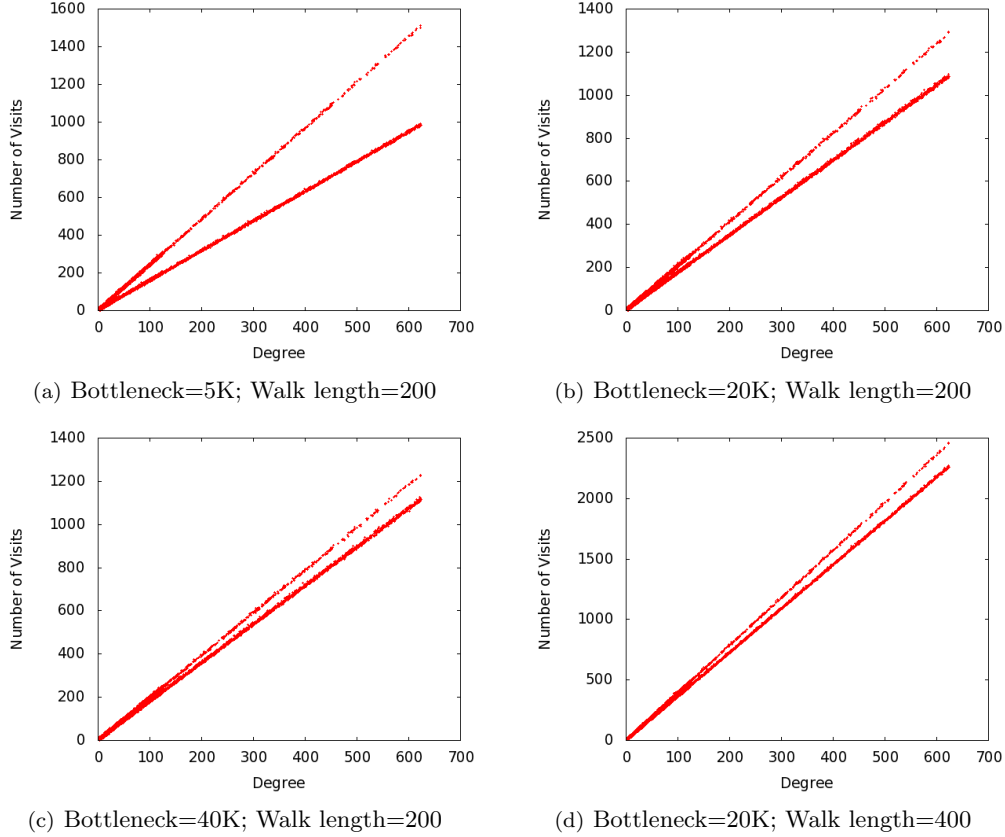 1600
1400
1200
1000
800
600
400
200
0
Number of Visits
0 100 200 300 400 500 600 700
Degree
(a) Bottleneck=5K; Walk length=200
1400
1200
1000
800
600
400
200
0
Number of Visits
0 100 200 300 400 500 600 700
Degree
(b) Bottleneck=20K; Walk length=200
1400
1200
1000
800
600
400
200
0
Number of Visits
0 100 200 300 400 500 600 700
Degree
(c) Bottleneck=40K; Walk length=200
2500
2000
1500
1000
500
0
Number of Visits
0 100 200 300 400 500 600 700
Degree
(d) Bottleneck=20K; Walk length=400